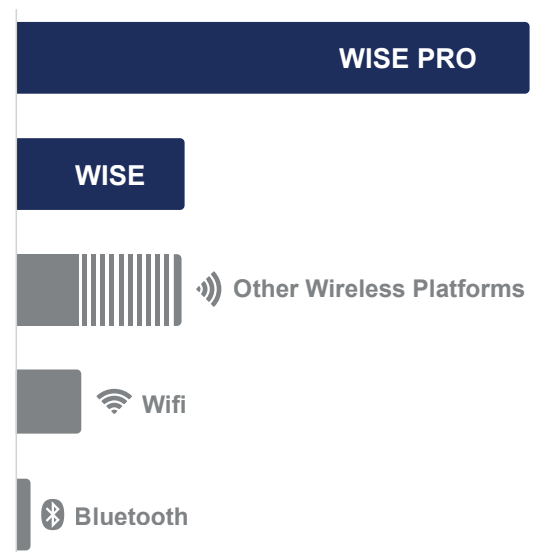 WISE PRO
WISE
Other Wireless Platforms
Wifi
Bluetooth